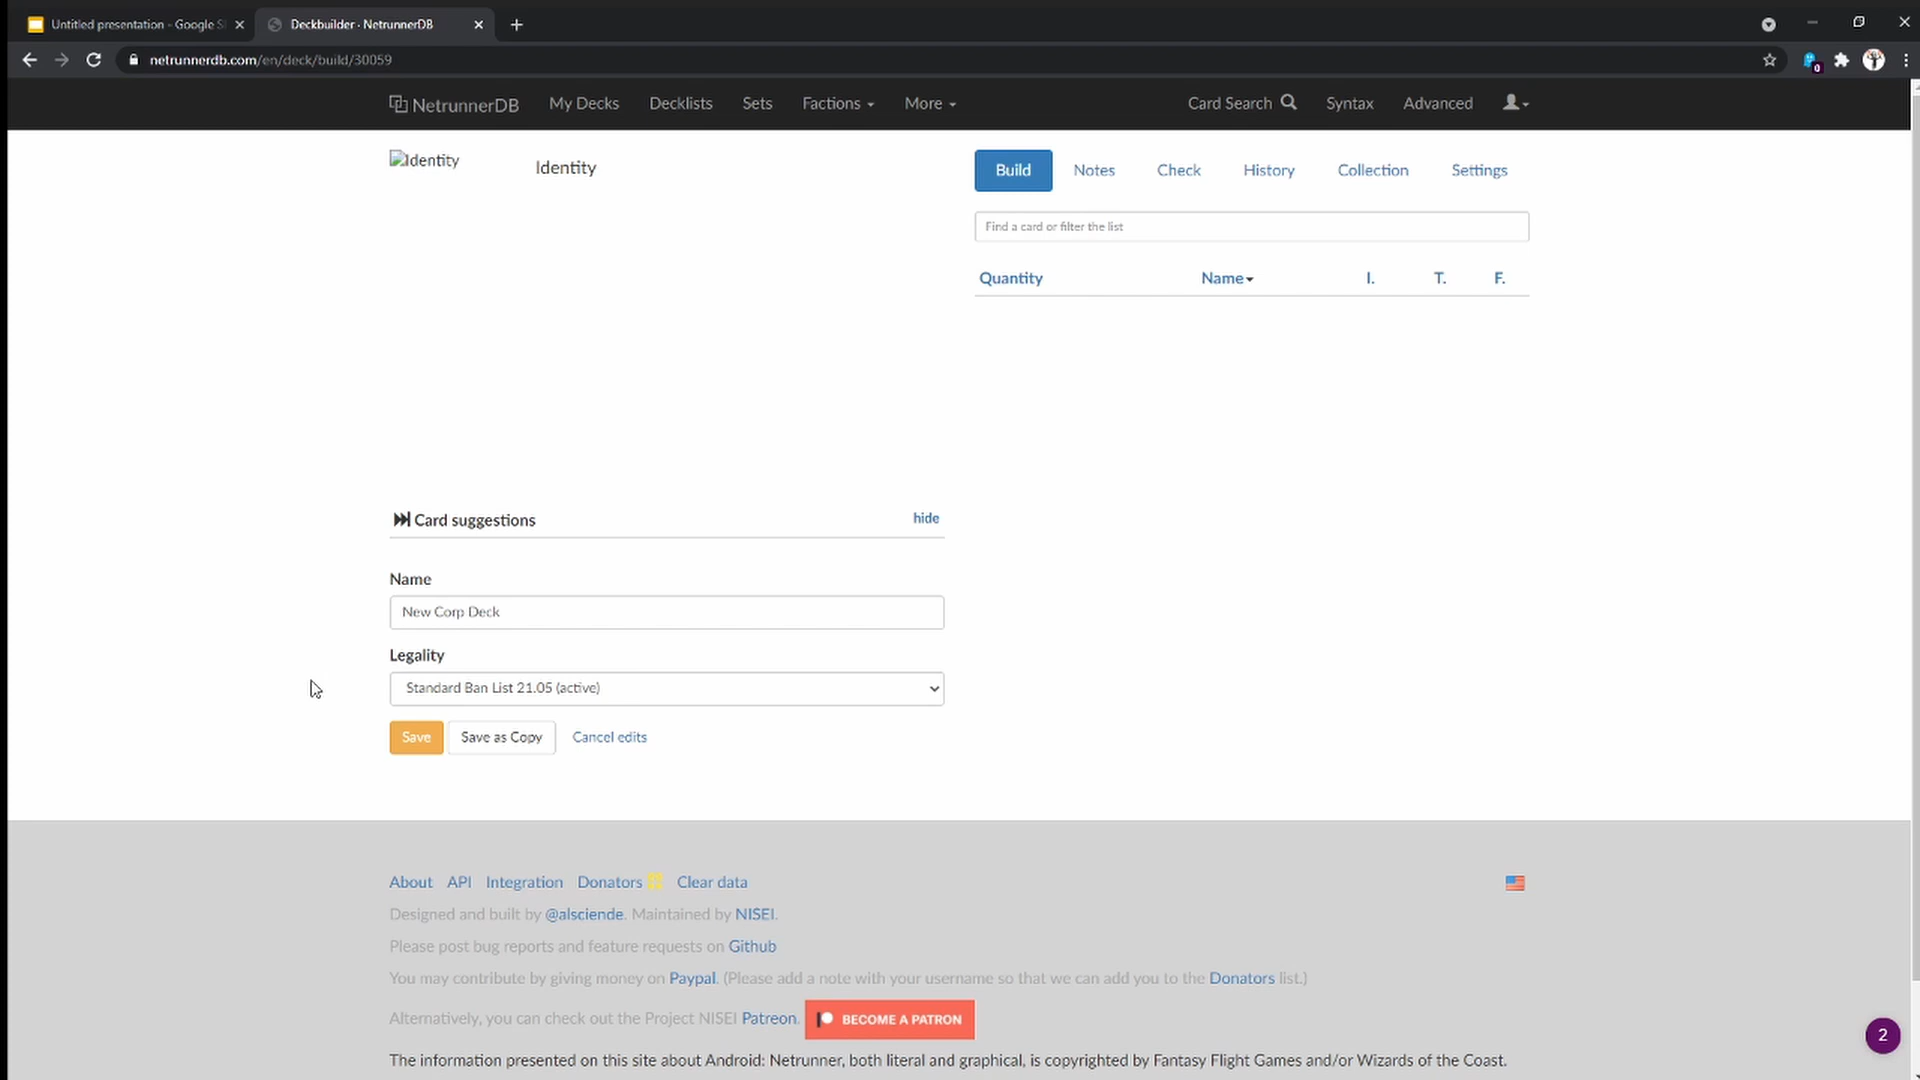 Untitled presentation - Google S
Deckbuilder · NetrunnerDB
netrunnerdb.com/en/deck/build/30059
0
NetrunnerDB My Decks Decklists Sets Factions More Card Search Syntax Advanced
Identity
Identity
Build Notes Check History Collection Settings
Find a card or filter the list
Quantity Name I. T. F.
Card suggestions hide
Name
New Corp Deck
Legality
Standard Ban List 21.05 (active)
Save Save as Copy Cancel edits
About API Integration Donators Clear data
Designed and built by @alsciende. Maintained by NISEI.
Please post bug reports and feature requests on Github
You may contribute by giving money on Paypal. (Please add a note with your username so that we can add you to the Donators list.)
Alternatively, you can check out the Project NISEI Patreon. BECOME A PATRON
2
The information presented on this site about Android: Netrunner, both literal and graphical, is copyrighted by Fantasy Flight Games and/or Wizards of the Coast.